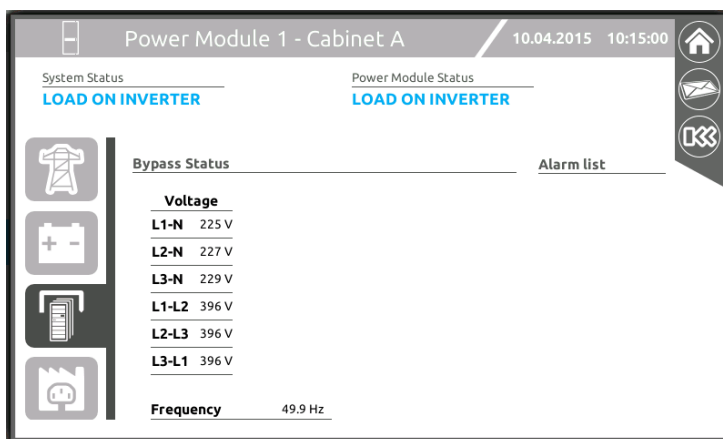 Power Module 1 - Cabinet A 10.04.2015 10:15:00
System Status Power Module Status
LOAD ON INVERTER LOAD ON INVERTER
Bypass Status Alarm list
Voltage
L1-N 225 V
L2-N 227 V
L3-N 229 V
L1-L2 396 V
L2-L3 396 V
L3-L1 396 V
Frequency 49.9 Hz